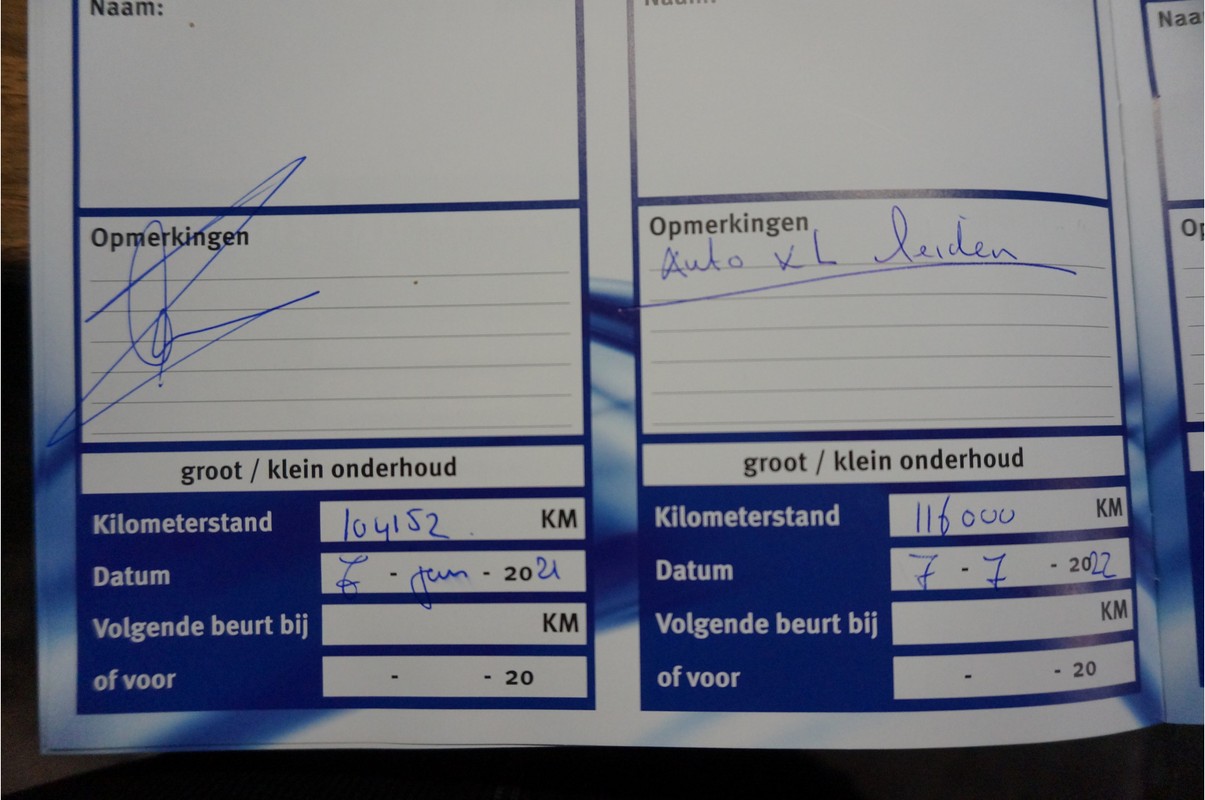 Naam:
Naam:
Naa
Opmerkingen
Opmerkingen
Auto XL leiden
Op
groot / klein onderhoud
groot / klein onderhoud
Kilometerstand 104152 KM
Kilometerstand 116000 KM
Datum 7 - jan - 2021
Datum 7 - 7 - 2022
Volgende beurt bij KM
Volgende beurt bij KM
of voor - - 20
of voor - - 20